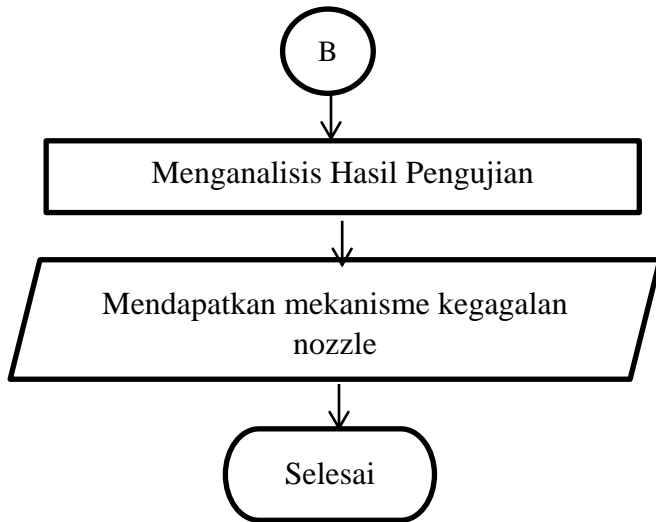 B
Menganalisis Hasil Pengujian
Mendapatkan mekanisme kegagalan
nozzle
Selesai